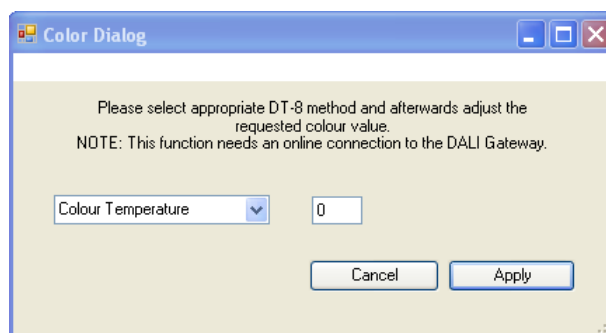 Color Dialog
Please select appropriate DT-8 method and afterwards adjust the
requested colour value.
NOTE: This function needs an online connection to the DALI Gateway.
Colour Temperature 0
Cancel Apply